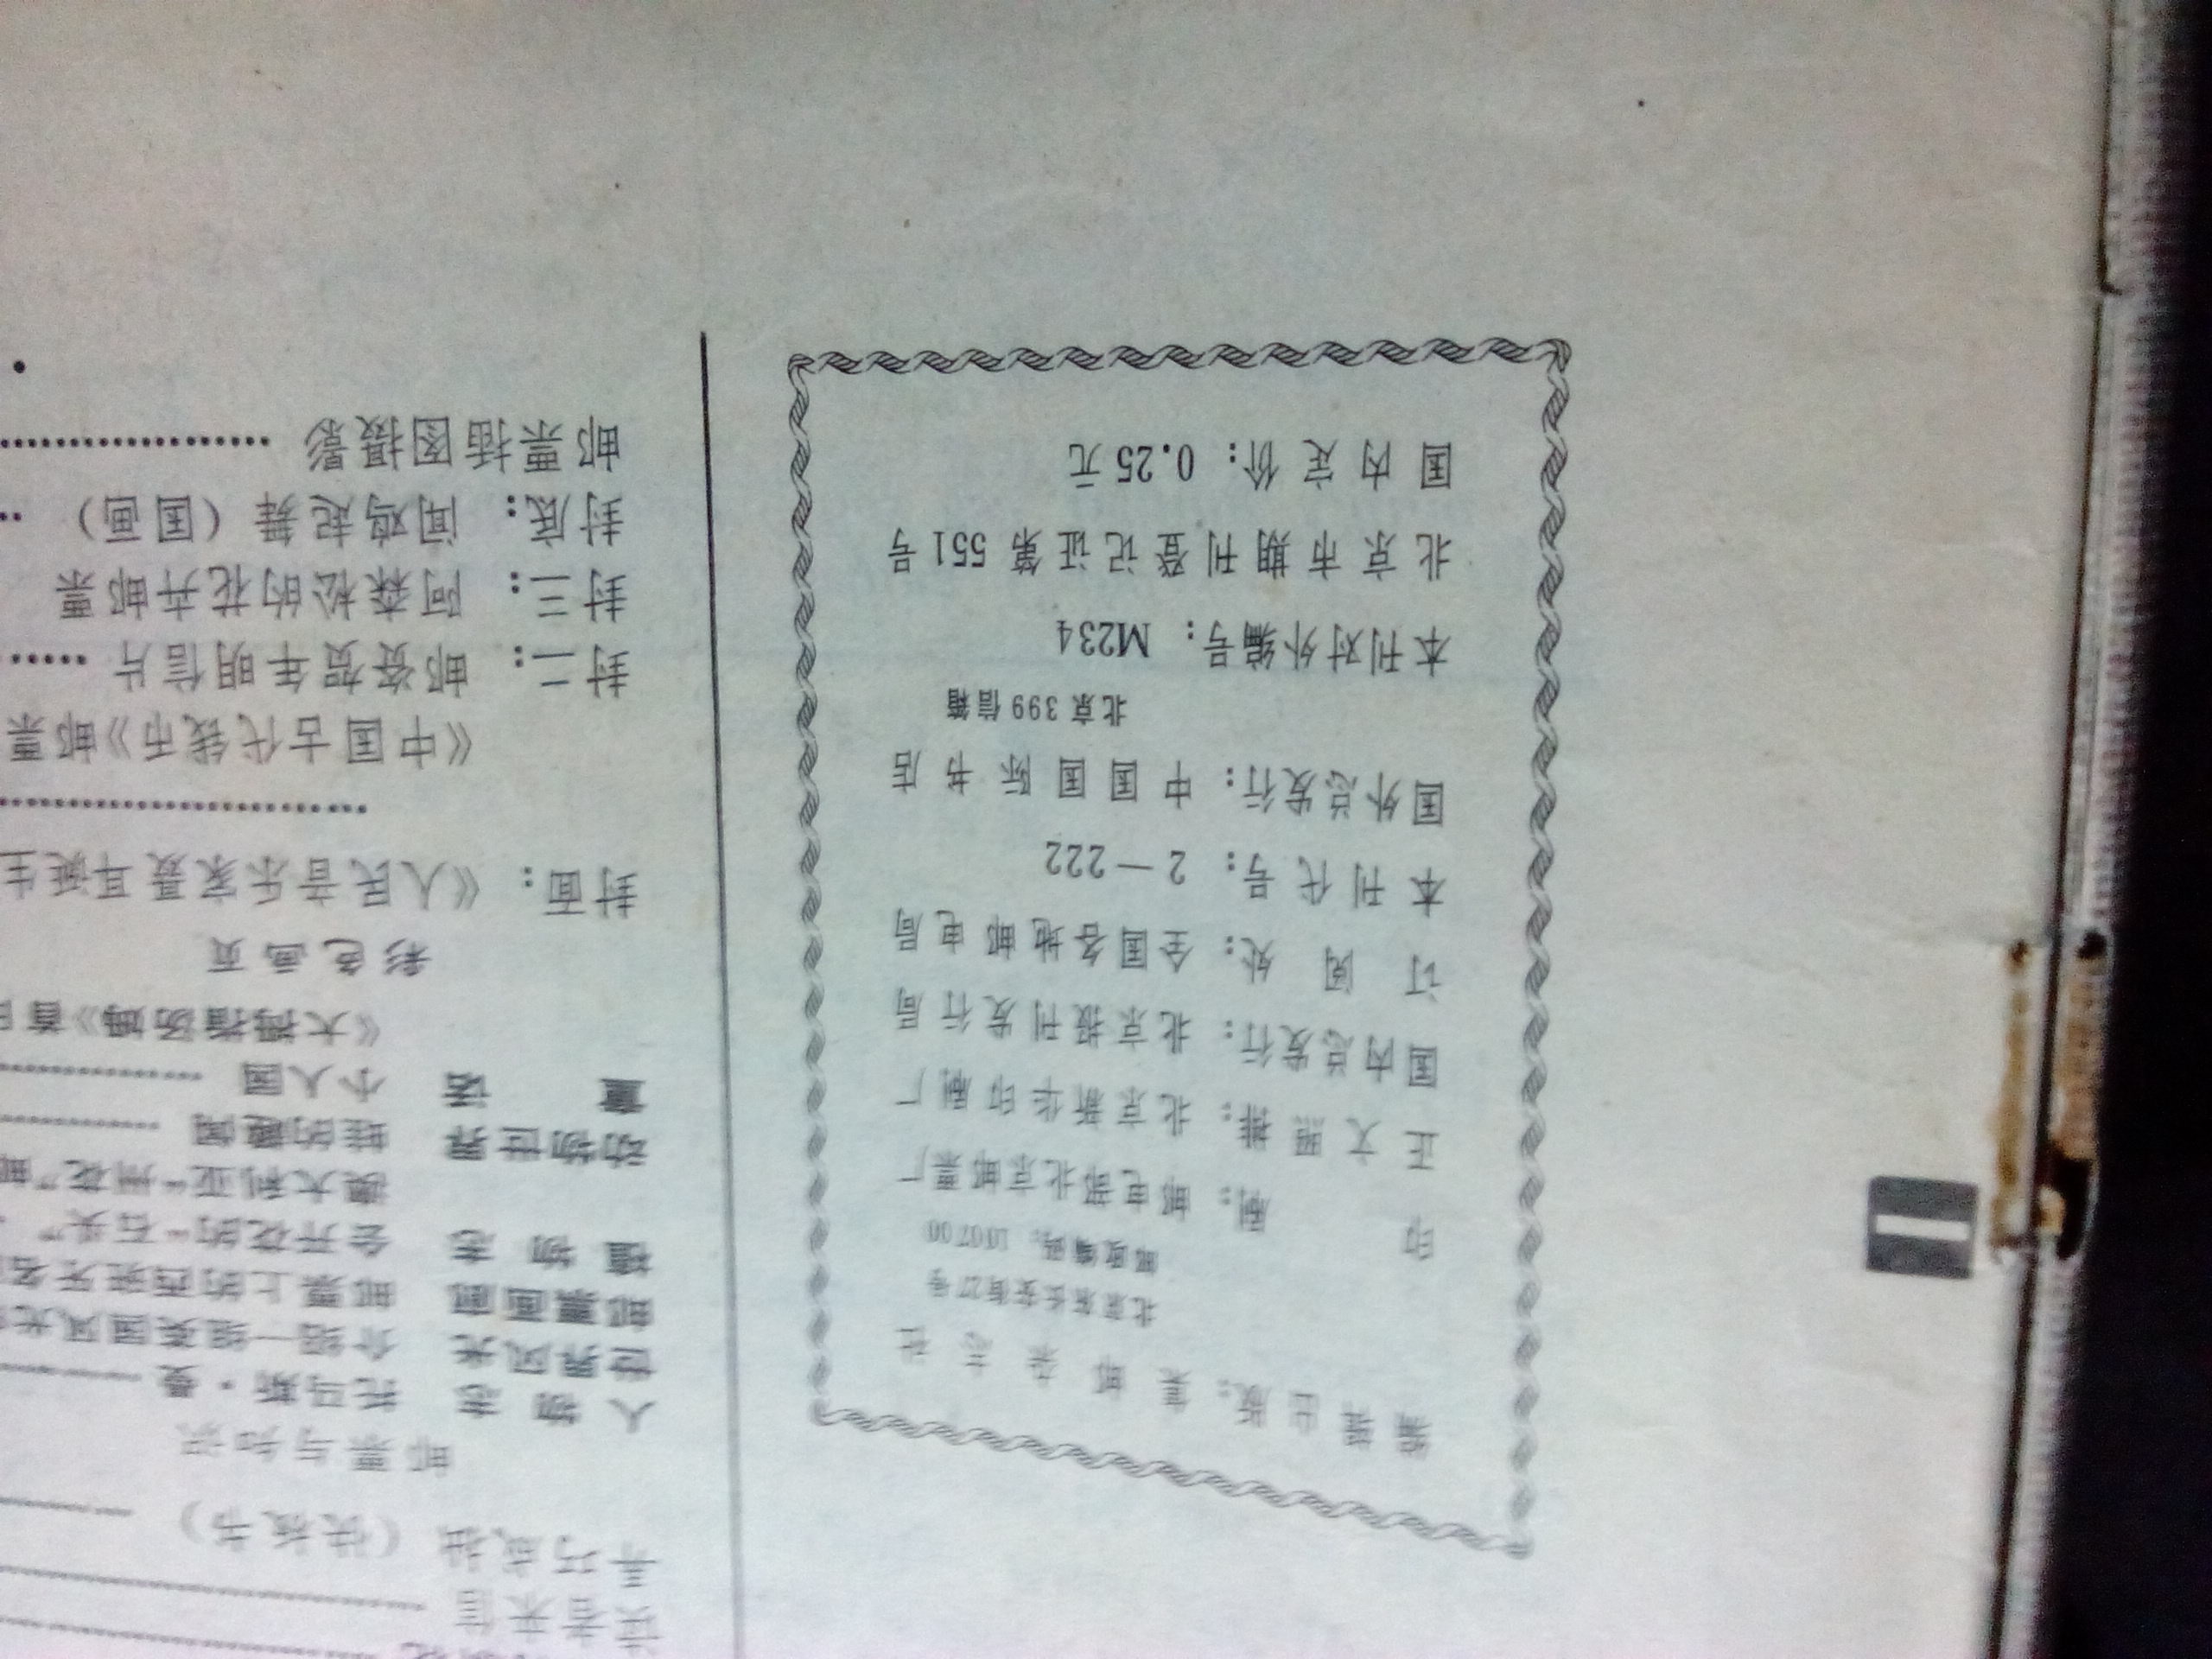 编辑出版：集邮杂志社
北京东长安街27号
邮政编码：100700
印刷：邮电部北京邮票厂
正文照排：北京新华印刷厂
国内总发行：北京报刊发行局
订阅处：全国各地邮电局
本刊代号：2—222
国外总发行：中国国际书店
北京399信箱
本刊对外编号：M234
北京市期刊登记证第551号
国内定价：0.25元
读者来信
弄巧成拙
邮票与知识
人物志 托马斯·曼
世界风光 介绍一组英国风光
邮票画廊 邮票上的西班牙名
植物志 会开花的“石头”
澳大利亚“州花”邮
动物世界 蛙的趣闻
童话 小人国
《大拇指汤姆》首日
彩色画页
封面：《人民音乐家聂耳诞生
《中国古代钱币》邮票
封二：邮资贺年明信片
封三：阿森松的花卉邮票
封底：闻鸡起舞（国画）
邮票插图摄影